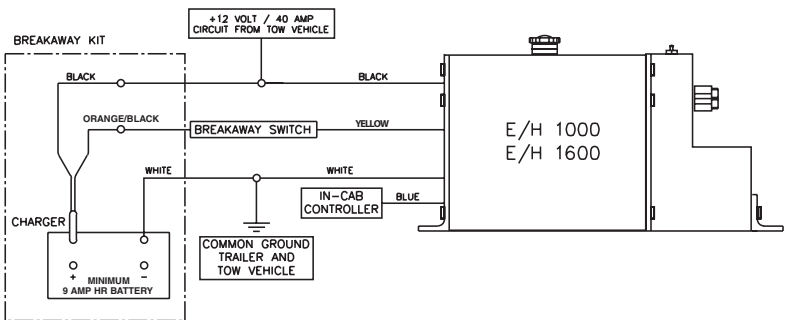 +12 VOLT / 40 AMP
CIRCUIT FROM TOW VEHICLE
BREAKAWAY KIT
BLACK
BLACK
ORANGE/BLACK
BREAKAWAY SWITCH
YELLOW
E/H 1000
E/H 1600
WHITE
WHITE
IN-CAB
CONTROLLER
BLUE
CHARGER
COMMON GROUND
TRAILER AND
TOW VEHICLE
+ −
MINIMUM
9 AMP HR BATTERY